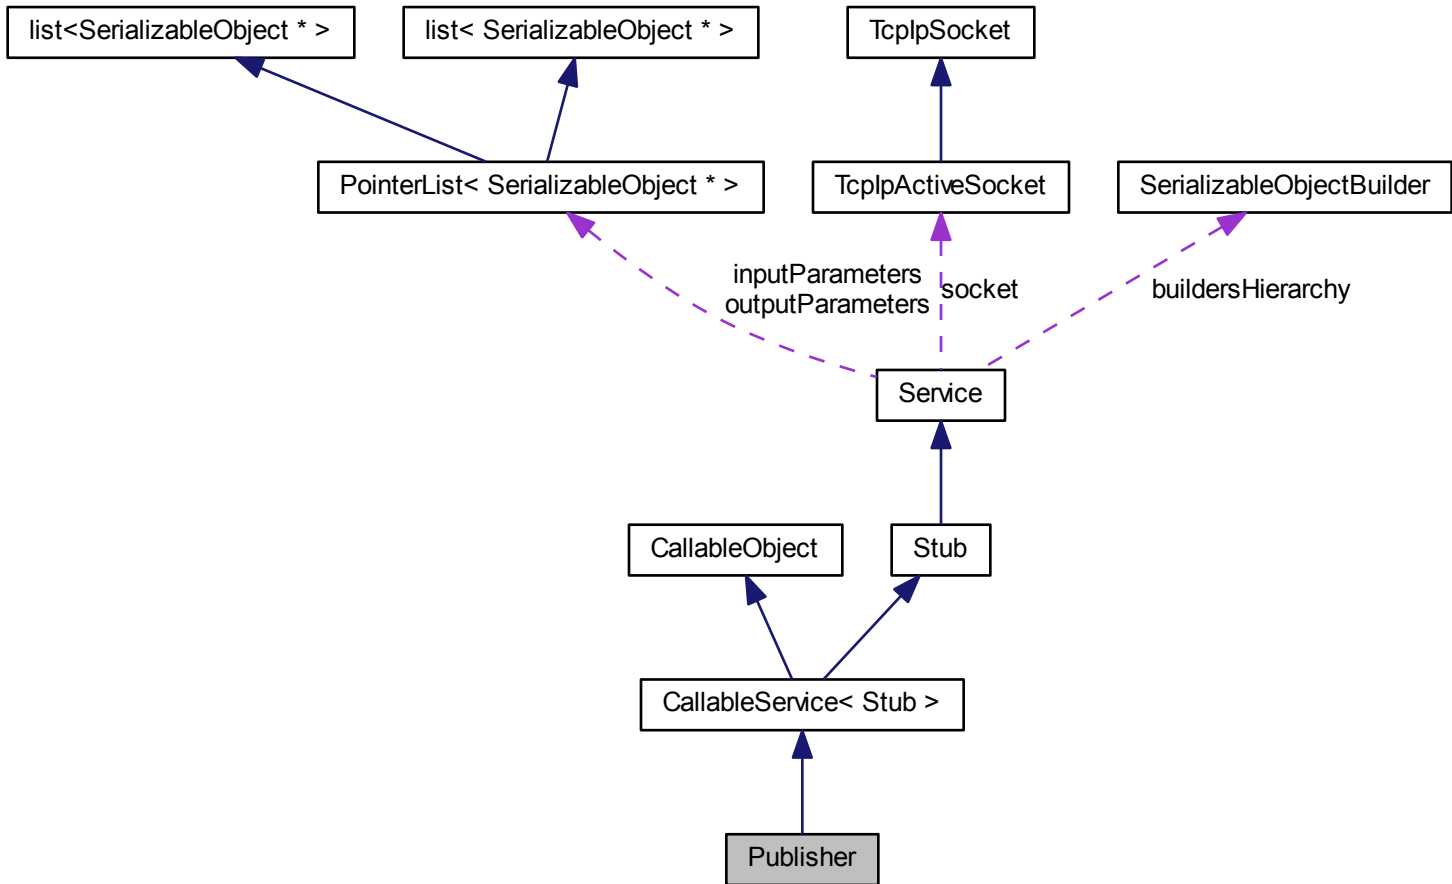 list<SerializableObject * >
list< SerializableObject * >
TcpIpSocket
PointerList< SerializableObject * >
TcpIpActiveSocket
SerializableObjectBuilder
inputParameters
outputParameters
socket
buildersHierarchy
Service
CallableObject
Stub
CallableService< Stub >
Publisher